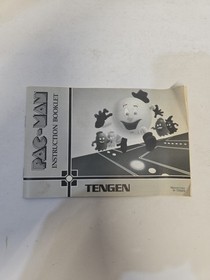 PAC-MAN
INSTRUCTION BOOKLET
TENGEN